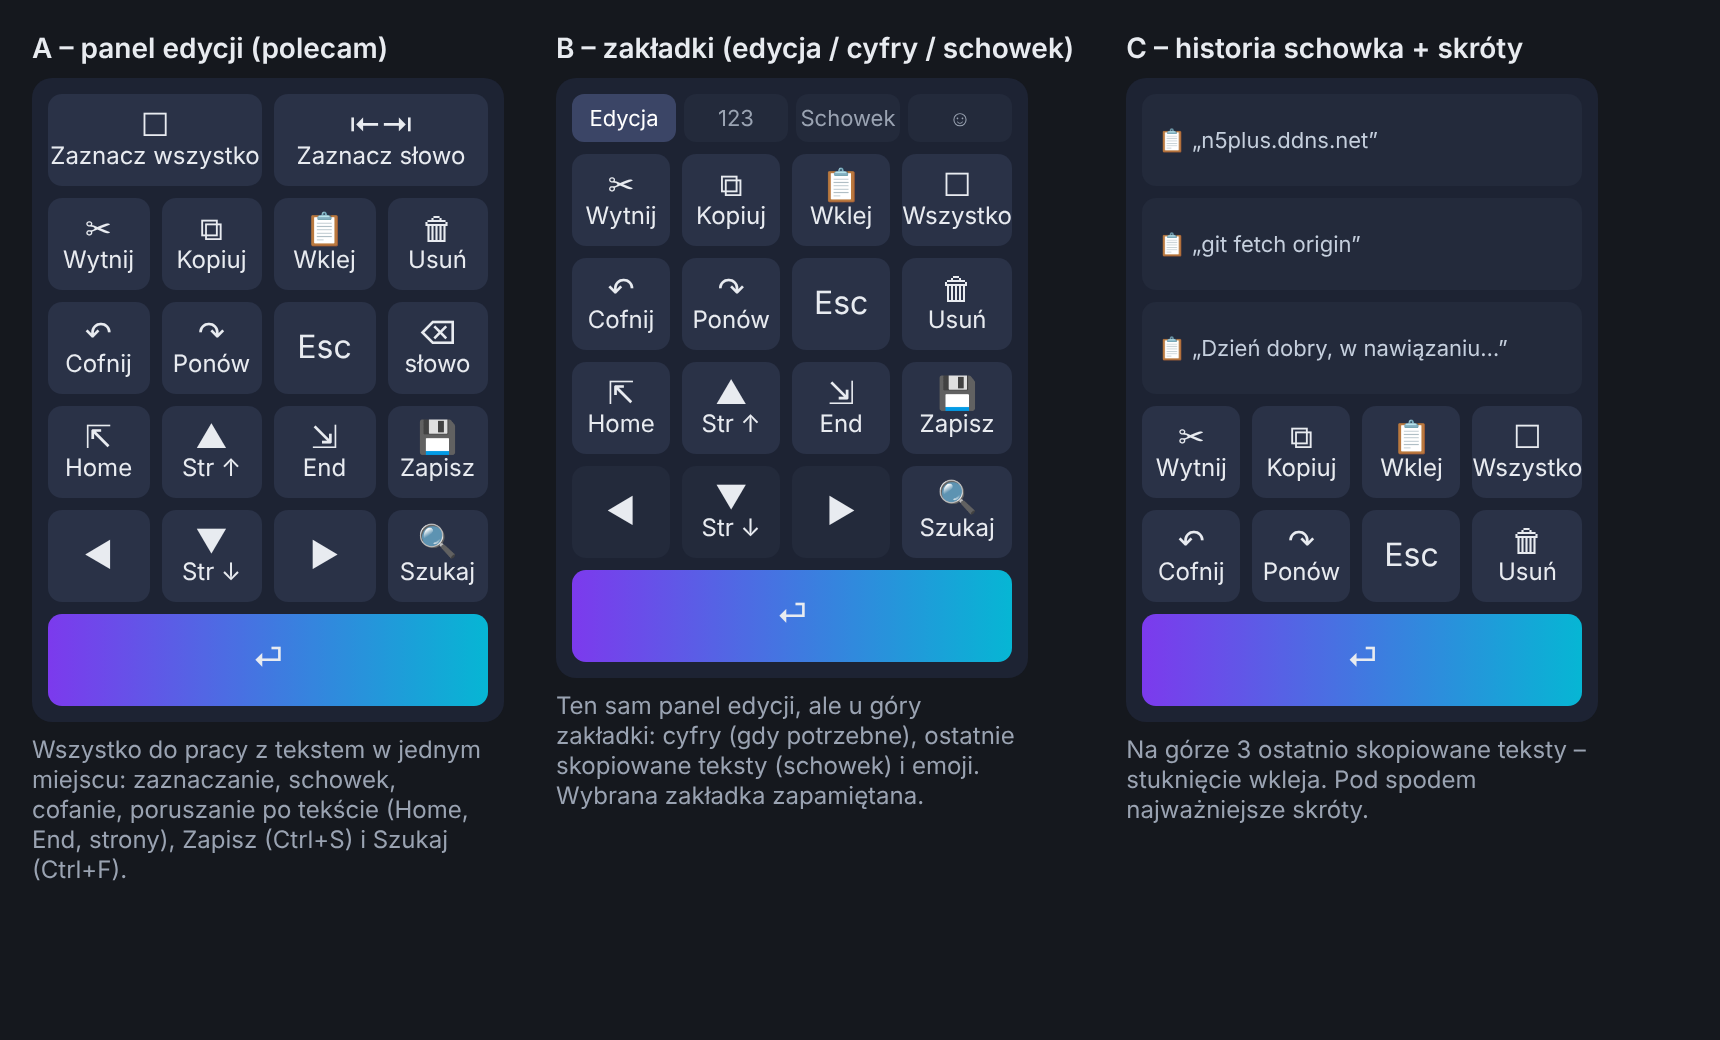 A – panel edycji (polecam)
Zaznacz wszystko
Zaznacz słowo
Wytnij
Kopiuj
Wklej
Usuń
Cofnij
Ponów
Esc
słowo
Home
Str ↑
End
Zapisz
Str ↓
Szukaj
Wszystko do pracy z tekstem w jednym
miejscu: zaznaczanie, schowek,
cofanie, poruszanie po tekście (Home,
End, strony), Zapisz (Ctrl+S) i Szukaj
(Ctrl+F).
B – zakładki (edycja / cyfry / schowek)
Edycja
123
Schowek
Wytnij
Kopiuj
Wklej
Wszystko
Cofnij
Ponów
Esc
Usuń
Home
Str ↑
End
Zapisz
Str ↓
Szukaj
Ten sam panel edycji, ale u góry
zakładki: cyfry (gdy potrzebne), ostatnie
skopiowane teksty (schowek) i emoji.
Wybrana zakładka zapamiętana.
C – historia schowka + skróty
„n5plus.ddns.net”
„git fetch origin”
„Dzień dobry, w nawiązaniu…”
Wytnij
Kopiuj
Wklej
Wszystko
Cofnij
Ponów
Esc
Usuń
Na górze 3 ostatnio skopiowane teksty –
stuknięcie wkleja. Pod spodem
najważniejsze skróty.